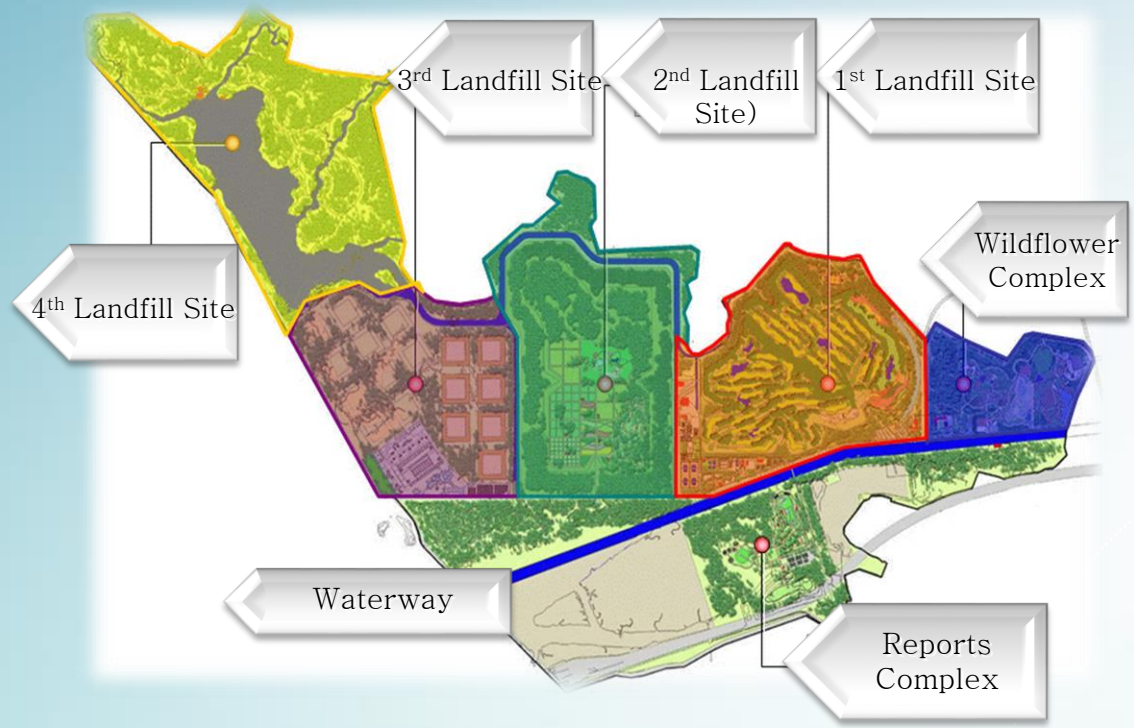 3rd Landfill Site
2nd Landfill
Site)
1st Landfill Site
Wildflower
Complex
4th Landfill Site
Waterway
Reports
Complex